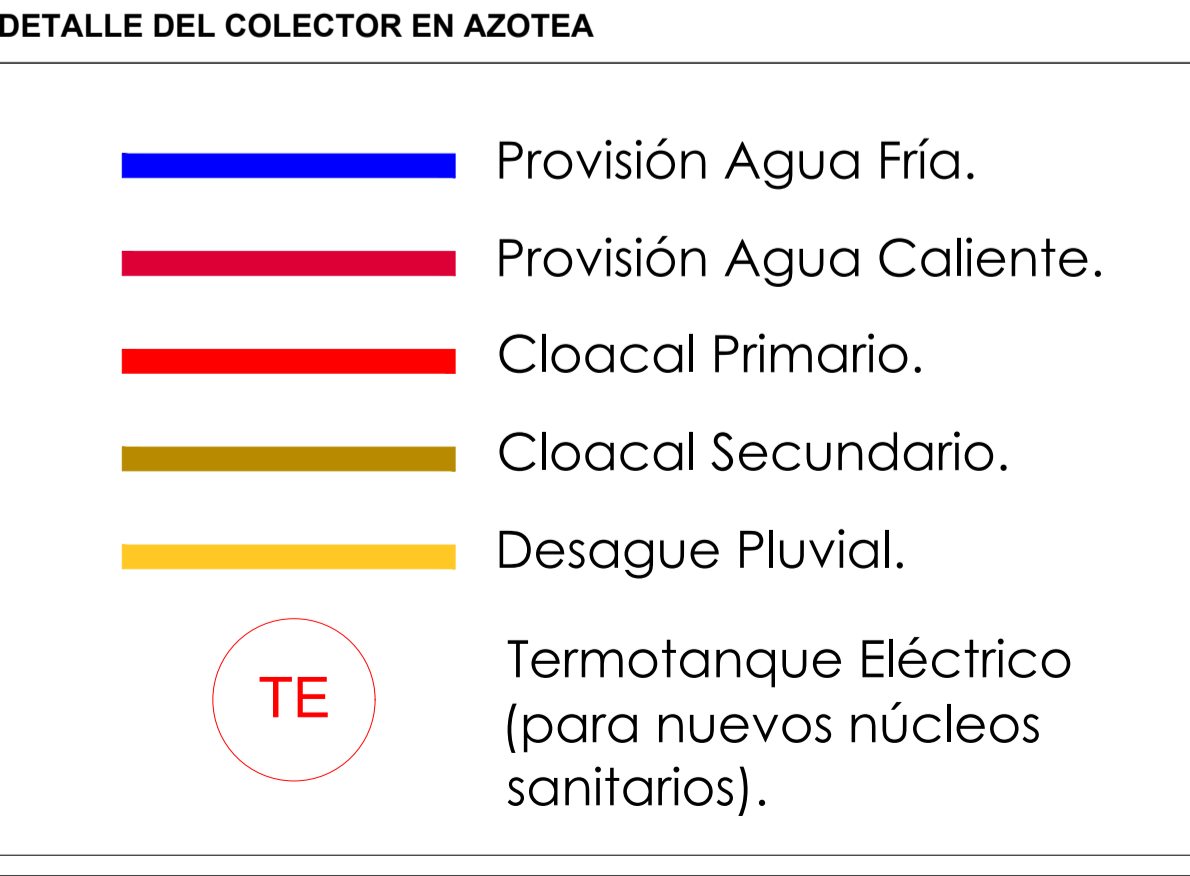 DETALLE DEL COLECTOR EN AZOTEA
Provisión Agua Fría.
Provisión Agua Caliente.
Cloacal Primario.
Cloacal Secundario.
Desague Pluvial.
TE
Termotanque Eléctrico
(para nuevos núcleos
sanitarios).